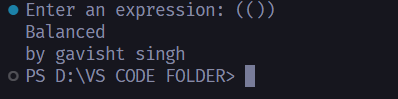 Enter an expression: (())
Balanced
by gavisht singh
PS D:\VS CODE FOLDER>